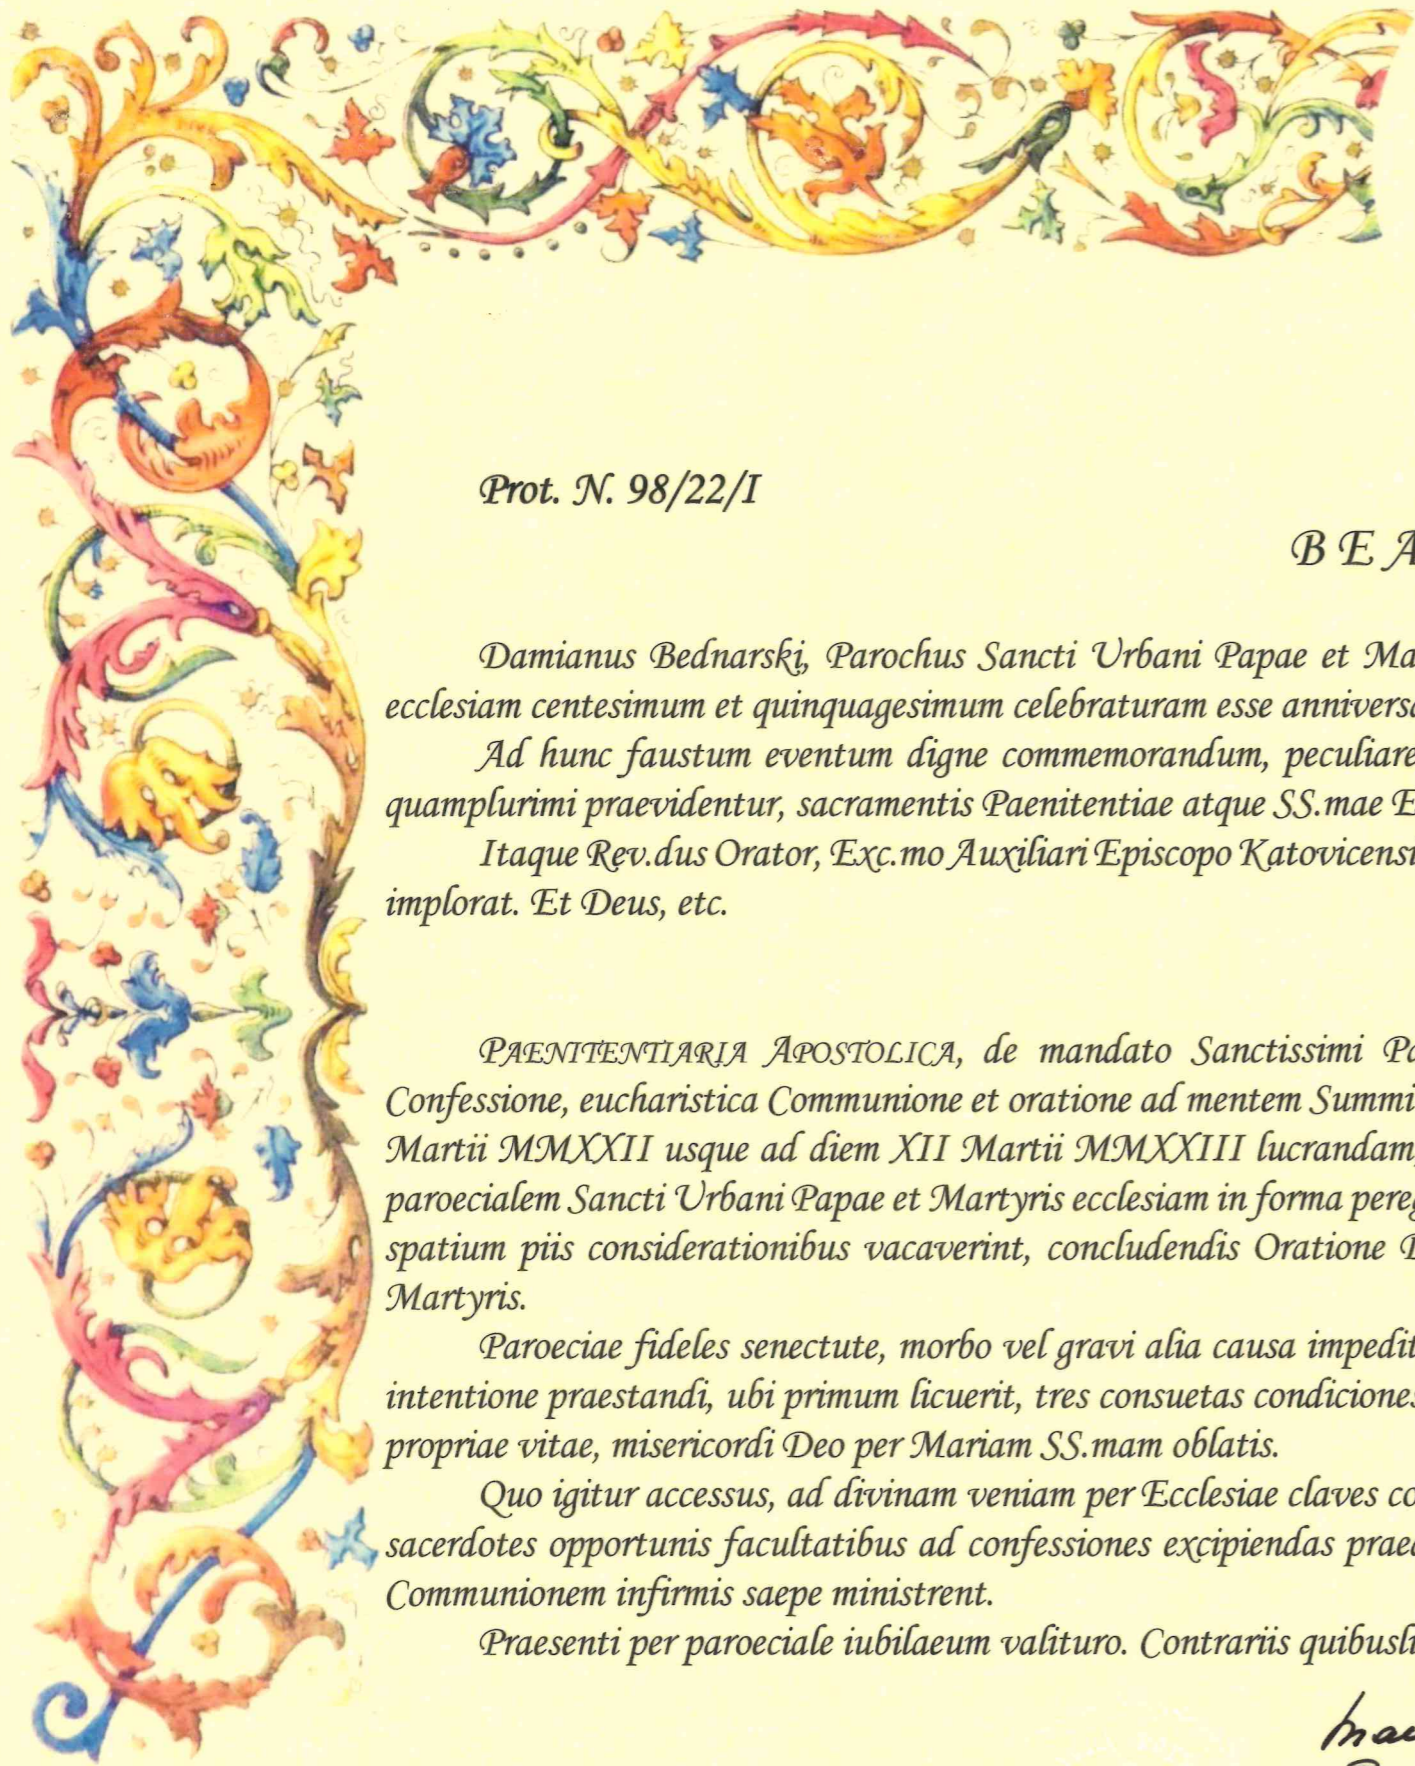 Prot. N. 98/22/I
B E A
Damianus Bednarski, Parochus Sancti Urbani Papae et Ma
ecclesiam centesimum et quinquagesimum celebraturam esse annivers
Ad hunc faustum eventum digne commemorandum, peculiare
quamplurimi praevidentur, sacramentis Paenitentiae atque SS.mae E
Itaque Rev.dus Orator, Exc.mo Auxiliari Episcopo Katovicensi
implorat. Et Deus, etc.
PAENITENTIARIA APOSTOLICA, de mandato Sanctissimi Pa
Confessione, eucharistica Communione et oratione ad mentem Summi
Martii MMXXII usque ad diem XII Martii MMXXIII lucrandam,
paroecialem Sancti Urbani Papae et Martyris ecclesiam in forma pereg
spatium piis considerationibus vacaverint, concludendis Oratione D
Martyris.
Paroeciae fideles senectute, morbo vel gravi alia causa impedit
intentione praestandi, ubi primum licuerit, tres consuetas condiciones
propriae vitae, misericordi Deo per Mariam SS.mam oblatis.
Quo igitur accessus, ad divinam veniam per Ecclesiae claves co
sacerdotes opportunis facultatibus ad confessiones excipiendas prae
Communionem infirmis saepe ministrent.
Praesenti per paroeciale iubilaeum valituro. Contrariis quibusli